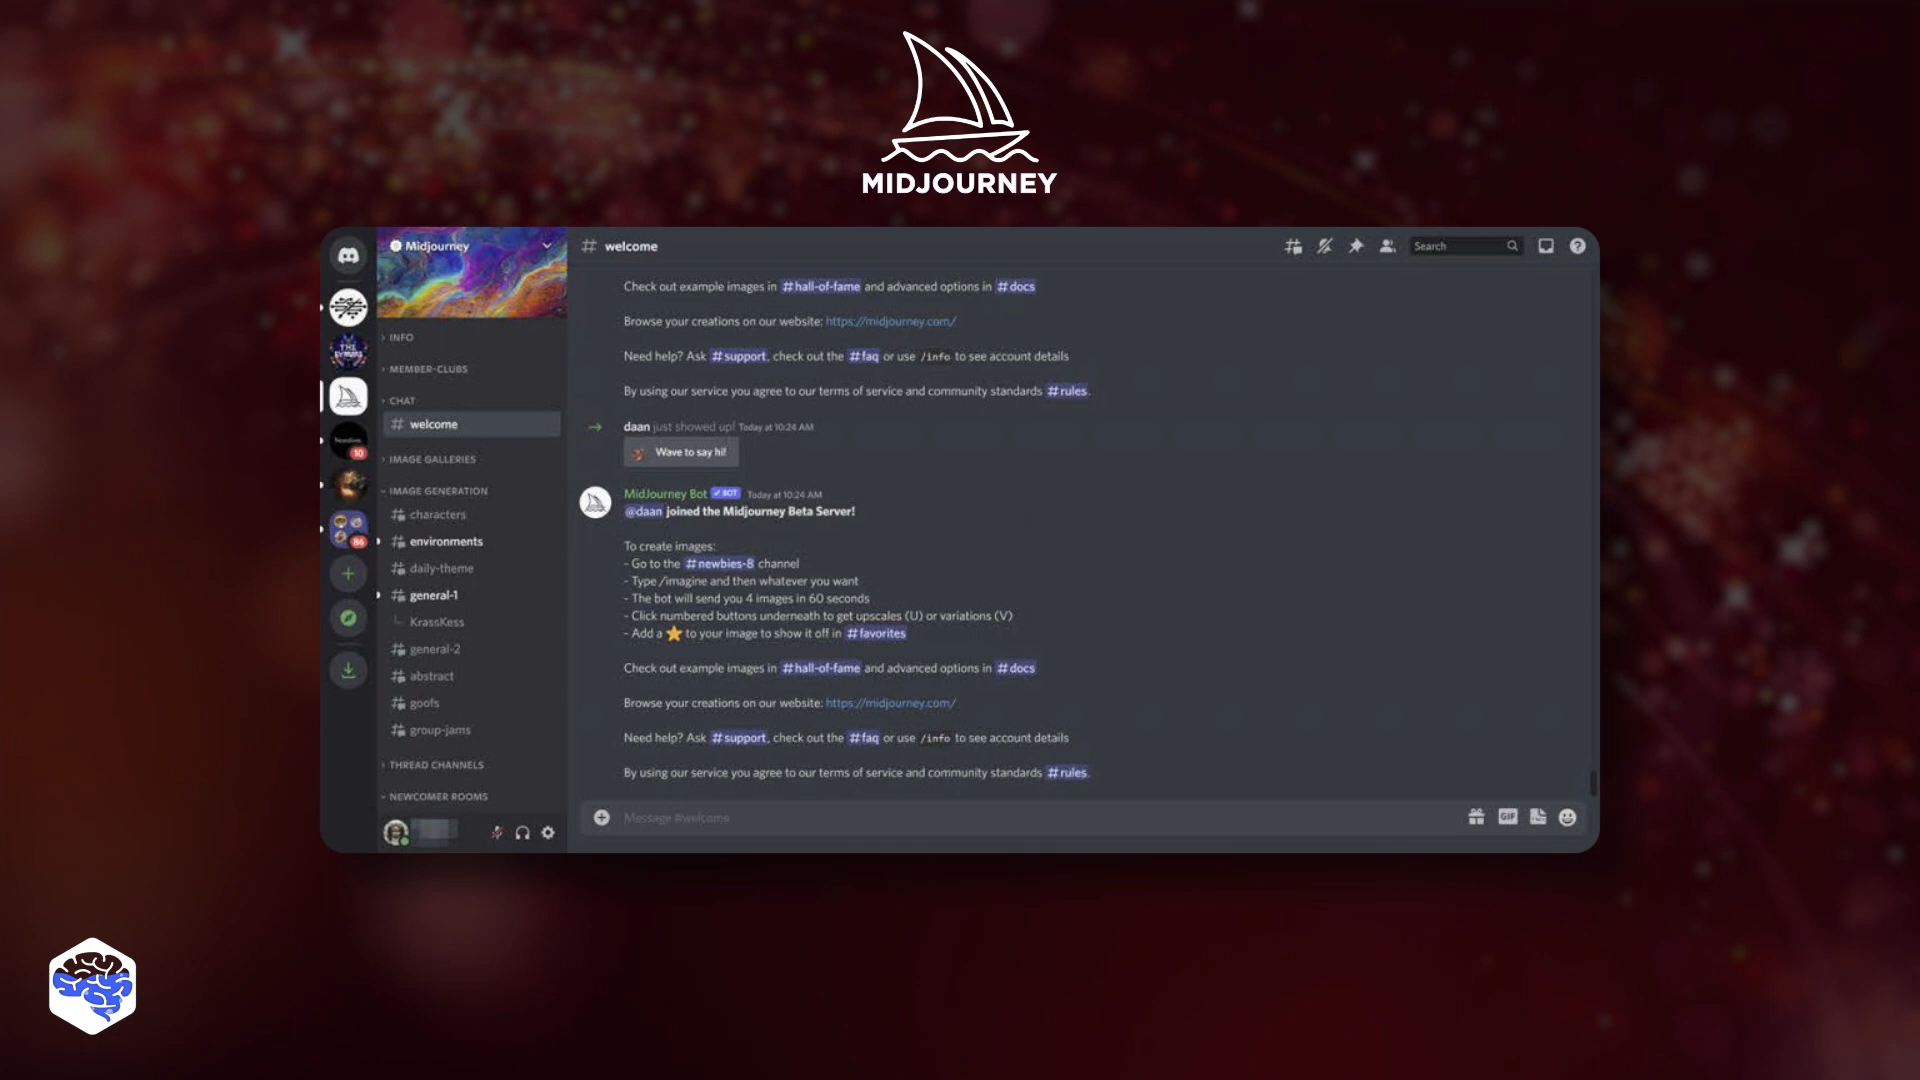 MIDJOURNEY
Midjourney
INFO
MEMBER-CLUBS
CHAT
welcome
IMAGE GALLERIES
IMAGE GENERATION
characters
environments
daily-theme
general-1
KrassKess
general-2
abstract
goofs
group-jams
THREAD CHANNELS
NEWCOMER ROOMS
10
86
# welcome
Search
Check out example images in #hall-of-fame and advanced options in #docs
Browse your creations on our website: https://midjourney.com/
Need help? Ask #support, check out the #faq or use /info to see account details
By using our service you agree to our terms of service and community standards #rules.
daan just showed up! Today at 10:24 AM
Wave to say hi!
MidJourney Bot ✓ BOT Today at 10:24 AM
@daan joined the Midjourney Beta Server!
To create images:
- Go to the #newbies-8 channel
- Type /imagine and then whatever you want
- The bot will send you 4 images in 60 seconds
- Click numbered buttons underneath to get upscales (U) or variations (V)
- Add a ⭐ to your image to show it off in #favorites
Check out example images in #hall-of-fame and advanced options in #docs
Browse your creations on our website: https://midjourney.com/
Need help? Ask #support, check out the #faq or use /info to see account details
By using our service you agree to our terms of service and community standards #rules.
Message #welcome
GIF